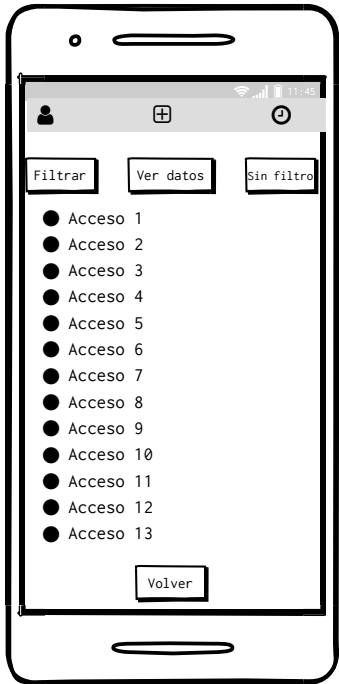 11:45
Filtrar Ver datos Sin filtro
Acceso 1
Acceso 2
Acceso 3
Acceso 4
Acceso 5
Acceso 6
Acceso 7
Acceso 8
Acceso 9
Acceso 10
Acceso 11
Acceso 12
Acceso 13
Volver